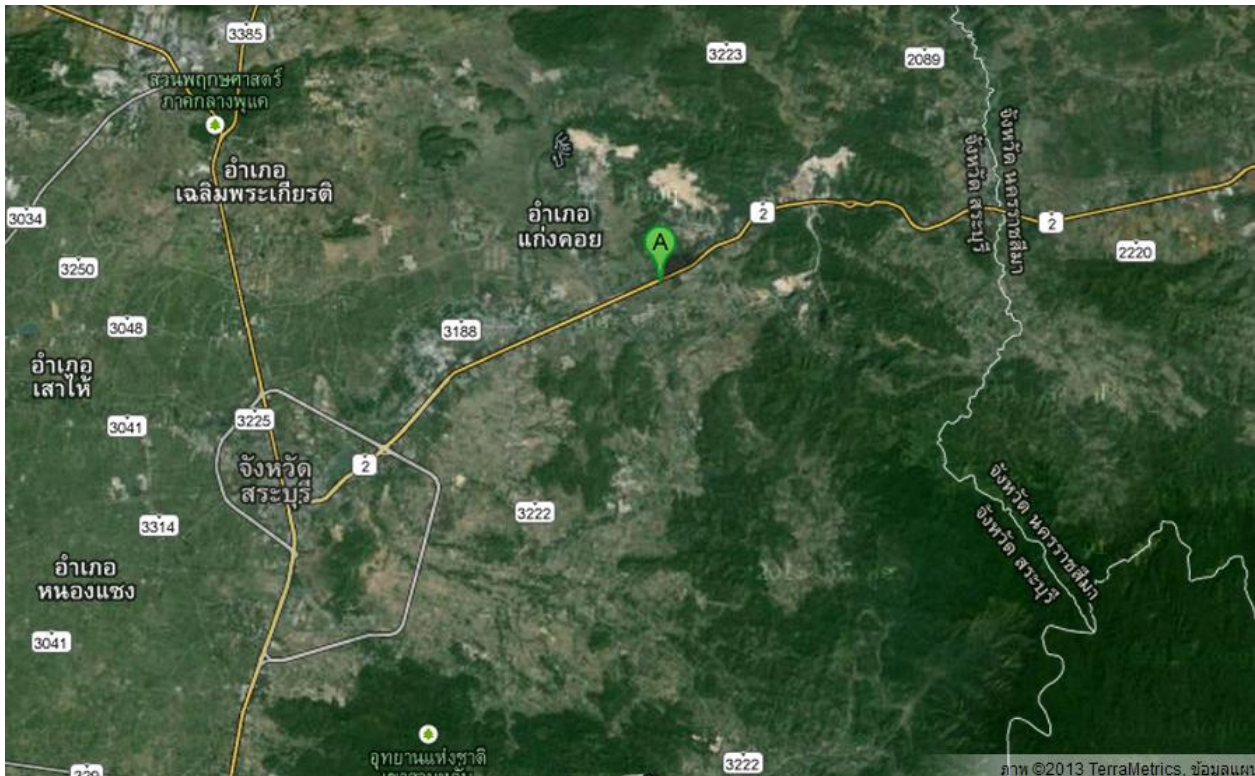 3385
3223
2089
สวนพฤกษศาสตร์
ภาคกลางพุแค
อำเภอ
เฉลิมพระเกียรติ
จังหวัด นครราชสีมา
จังหวัด สระบุรี
3034
อำเภอ
แก่งคอย
2
2
2220
A
3250
3048
3188
อำเภอ
เสาไห้
3041
3225
จังหวัด
สระบุรี
2
จังหวัด นครราชสีมา
จังหวัด สระบุรี
3314
3222
อำเภอ
หนองแซง
3041
อุทยานแห่งชาติ
3222
ภาพ ©2013 TerraMetrics, ข้อมูลแผน